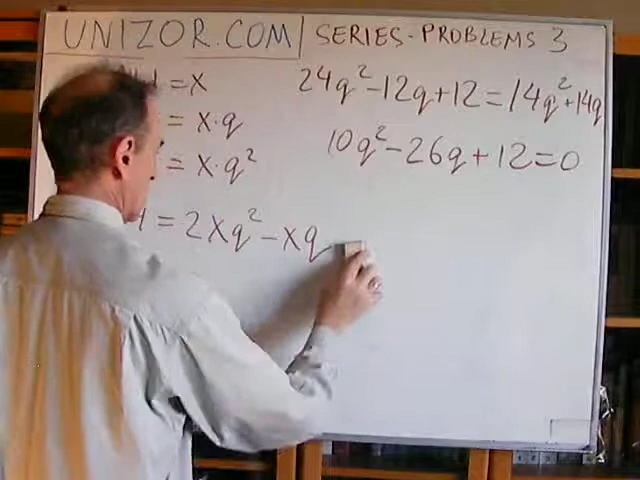 UNIZOR.COM | SERIES-PROBLEMS 3
= x
24q² - 12q + 12 = 14q² + 14q
= x·q
10q² - 26q + 12 = 0
= x·q²
= 2xq² - xq